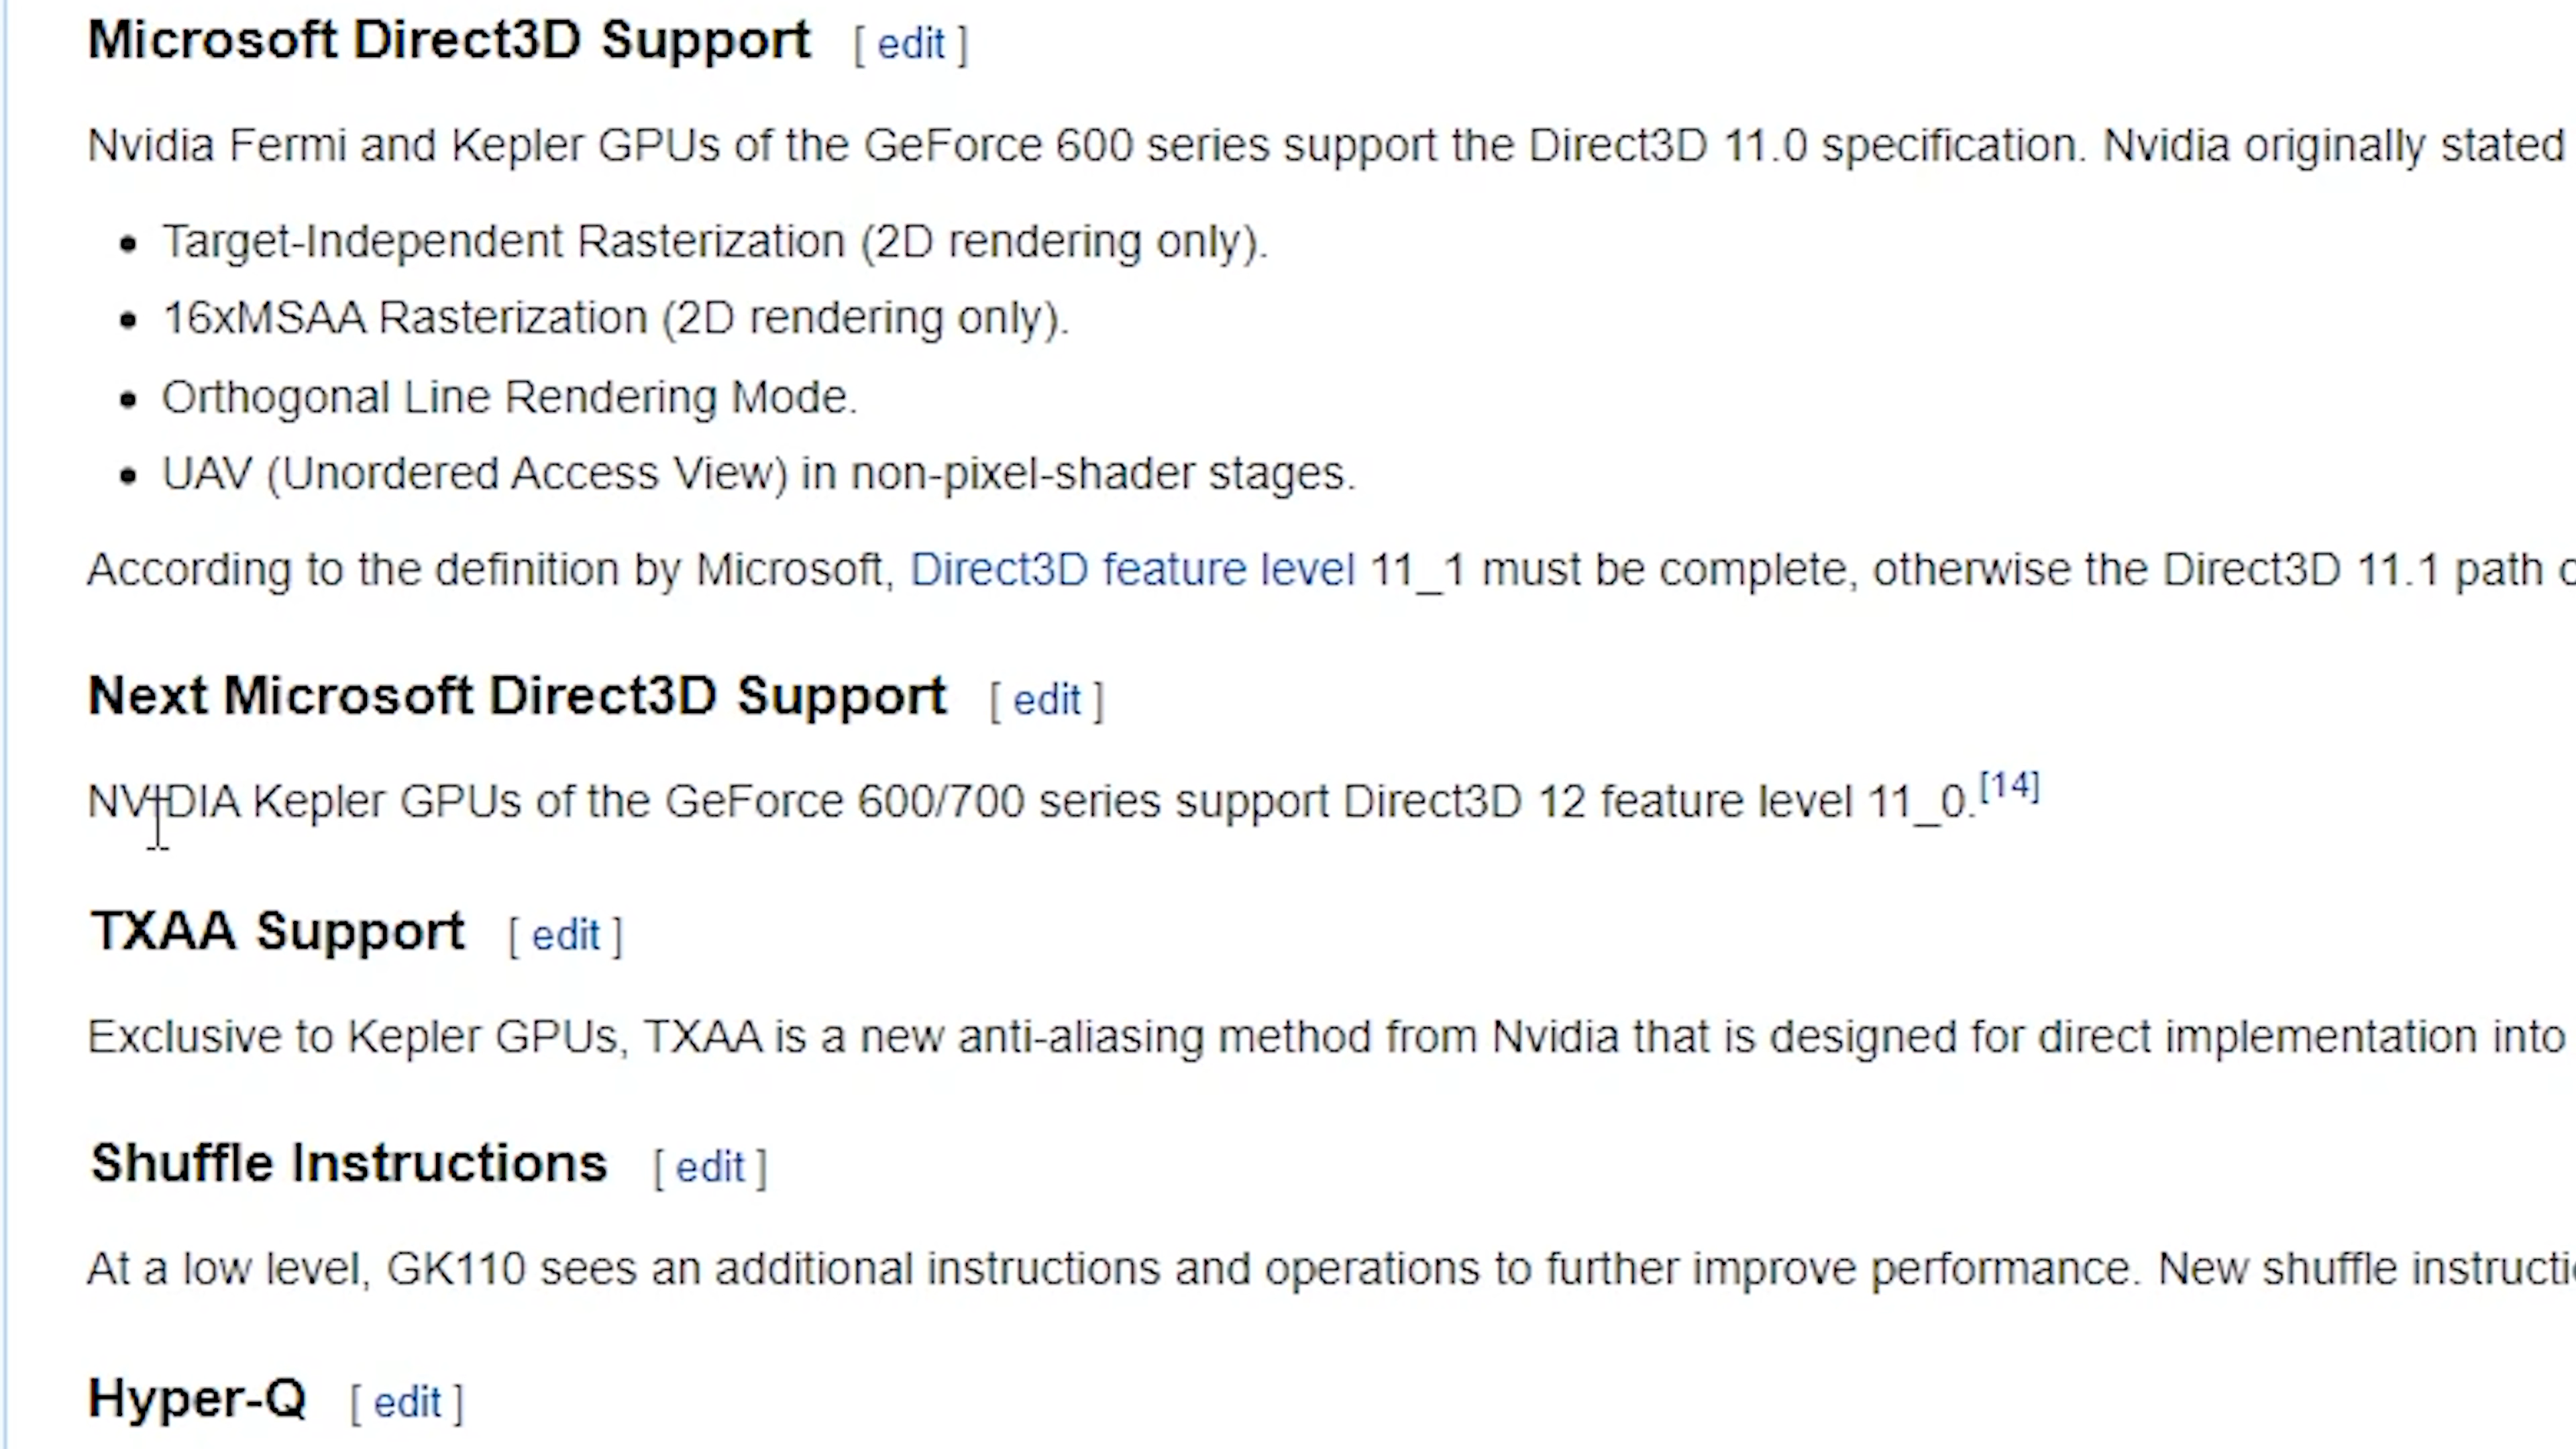 Microsoft Direct3D Support [ edit ]
Nvidia Fermi and Kepler GPUs of the GeForce 600 series support the Direct3D 11.0 specification. Nvidia originally stated
• Target-Independent Rasterization (2D rendering only).
• 16xMSAA Rasterization (2D rendering only).
• Orthogonal Line Rendering Mode.
• UAV (Unordered Access View) in non-pixel-shader stages.
According to the definition by Microsoft, Direct3D feature level 11_1 must be complete, otherwise the Direct3D 11.1 path
Next Microsoft Direct3D Support [ edit ]
NVIDIA Kepler GPUs of the GeForce 600/700 series support Direct3D 12 feature level 11_0.[14]
TXAA Support [ edit ]
Exclusive to Kepler GPUs, TXAA is a new anti-aliasing method from Nvidia that is designed for direct implementation into
Shuffle Instructions [ edit ]
At a low level, GK110 sees an additional instructions and operations to further improve performance. New shuffle
Hyper-Q [ edit ]